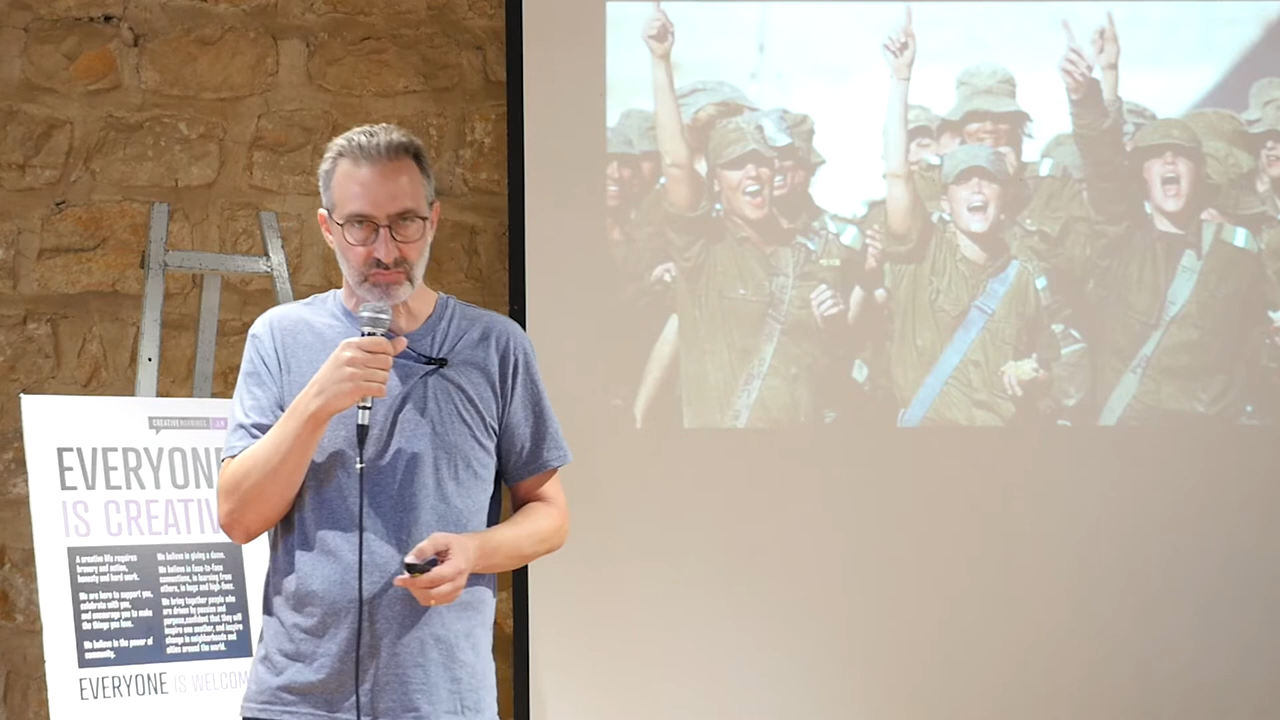 CREATIVEMORNINGS
EVERYONE
IS CREATIV
A creative life requires
bravery and action,
honesty and hard work.
We are here to support you,
celebrate with you,
and encourage you to make
the things you love.
We believe in the power of
community.
We believe in giving a damn.
We believe in face-to-face
connections, in learning from
others, in hugs and high-fives.
We bring together people who
are driven by passion and
purpose, confident that they will
inspire one another, and inspire
change in neighborhoods and
cities around the world.
EVERYONE IS WELCOM